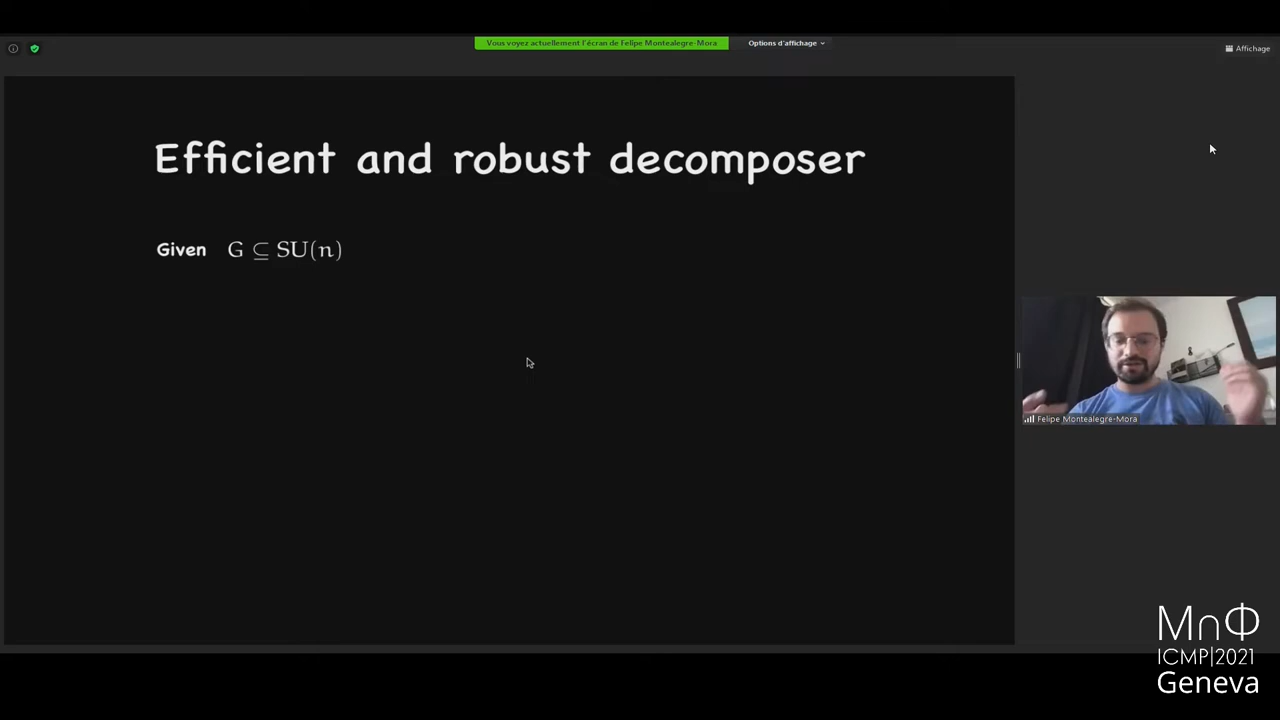 Vous voyez actuellement l'écran de Felipe Montealegre-Mora
Options d'affichage
Affichage
Efficient and robust decomposer
Given G ⊆ SU(n)
Felipe Montealegre-Mora
M∩Φ
ICMP|2021
Geneva